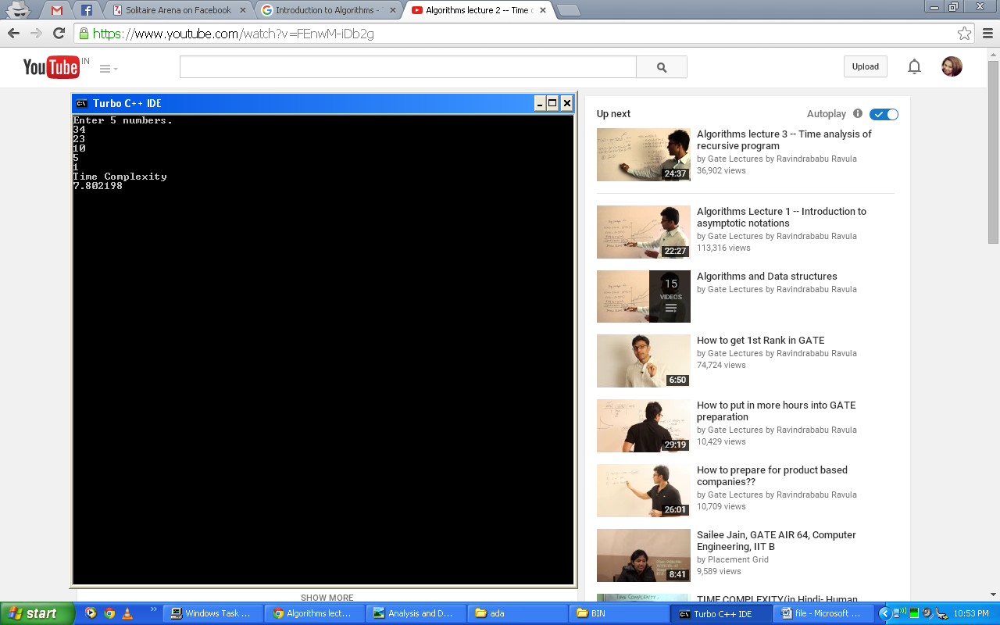 Solitaire Arena on Facebook
Introduction to Algorithms -
Algorithms lecture 2 -- Time c
https://www.youtube.com/watch?v=FEnwM-iDb2g
YouTube IN
Upload
Turbo C++ IDE
Enter 5 numbers.
34
23
10
5
1
Time Complexity
7.802198
SHOW MORE
Up next
Autoplay
Algorithms lecture 3 -- Time analysis of
recursive program
by Gate Lectures by Ravindrababu Ravula
36,902 views
24:37
Algorithms Lecture 1 -- Introduction to
asymptotic notations
by Gate Lectures by Ravindrababu Ravula
113,316 views
22:27
Algorithms and Data structures
by Gate Lectures by Ravindrababu Ravula
15
VIDEOS
How to get 1st Rank in GATE
by Gate Lectures by Ravindrababu Ravula
74,724 views
6:50
How to put in more hours into GATE
preparation
by Gate Lectures by Ravindrababu Ravula
10,429 views
29:19
How to prepare for product based
companies??
by Gate Lectures by Ravindrababu Ravula
10,709 views
26:01
Sailee Jain, GATE AIR 64, Computer
Engineering, IIT B
by Placement Grid
9,589 views
8:41
TIME COMPLEXITY(in Hindi- Human
start
Windows Task ...
Algorithms lect...
Analysis and D...
ada
BIN
Turbo C++ IDE
file - Microsoft ...
10:53 PM